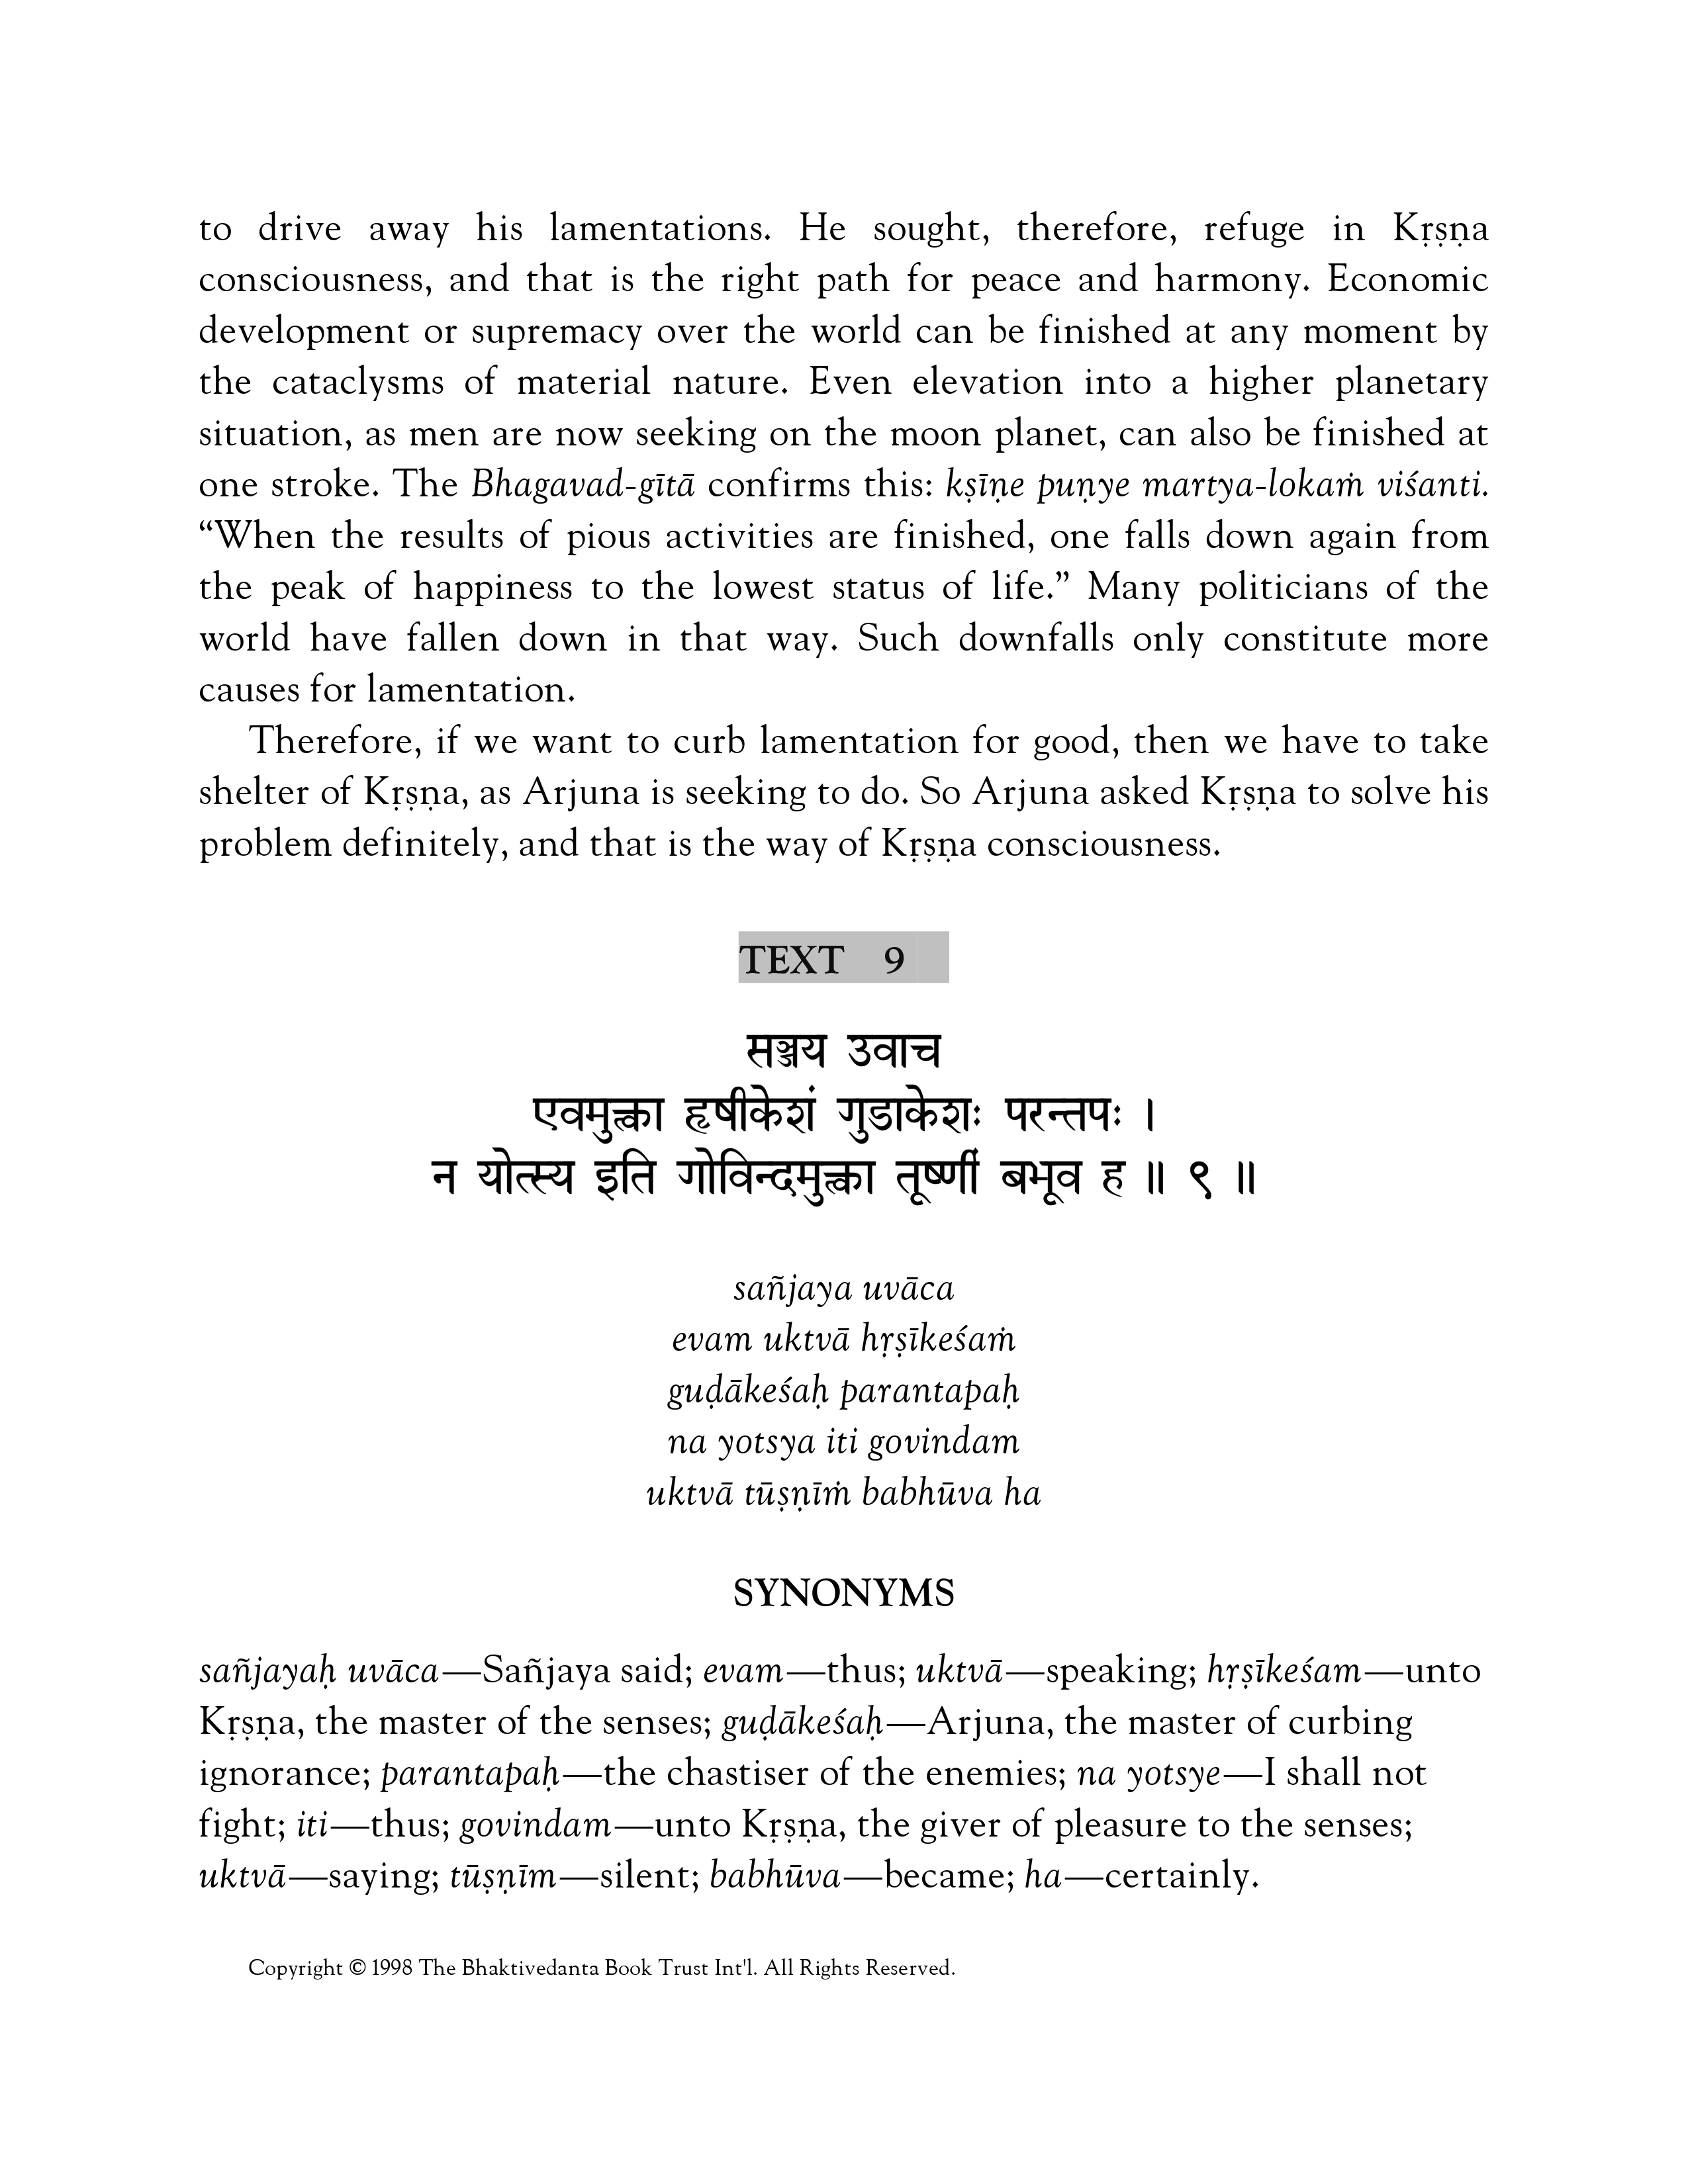 to drive away his lamentations. He sought, therefore, refuge in Kṛṣṇa
consciousness, and that is the right path for peace and harmony. Economic
development or supremacy over the world can be finished at any moment by
the cataclysms of material nature. Even elevation into a higher planetary
situation, as men are now seeking on the moon planet, can also be finished at
one stroke. The Bhagavad-gītā confirms this: kṣīṇe puṇye martya-lokaṁ viśanti.
“When the results of pious activities are finished, one falls down again from
the peak of happiness to the lowest status of life.” Many politicians of the
world have fallen down in that way. Such downfalls only constitute more
causes for lamentation.
Therefore, if we want to curb lamentation for good, then we have to take
shelter of Kṛṣṇa, as Arjuna is seeking to do. So Arjuna asked Kṛṣṇa to solve his
problem definitely, and that is the way of Kṛṣṇa consciousness.
TEXT 9
सञ्जय उवाच
एवमुक्त्वा हृषीकेशं गुडाकेशः परन्तपः ।
न योत्स्य इति गोविन्दमुक्त्वा तूष्णीं बभूव ह ॥ ९ ॥
sañjaya uvāca
evam uktvā hṛṣīkeśaṁ
guḍākeśaḥ parantapaḥ
na yotsya iti govindam
uktvā tūṣṇīṁ babhūva ha
SYNONYMS
sañjayaḥ uvāca—Sañjaya said; evam—thus; uktvā—speaking; hṛṣīkeśam—unto
Kṛṣṇa, the master of the senses; guḍākeśaḥ—Arjuna, the master of curbing
ignorance; parantapaḥ—the chastiser of the enemies; na yotsye—I shall not
fight; iti—thus; govindam—unto Kṛṣṇa, the giver of pleasure to the senses;
uktvā—saying; tūṣṇīm—silent; babhūva—became; ha—certainly.
Copyright © 1998 The Bhaktivedanta Book Trust Int'l. All Rights Reserved.